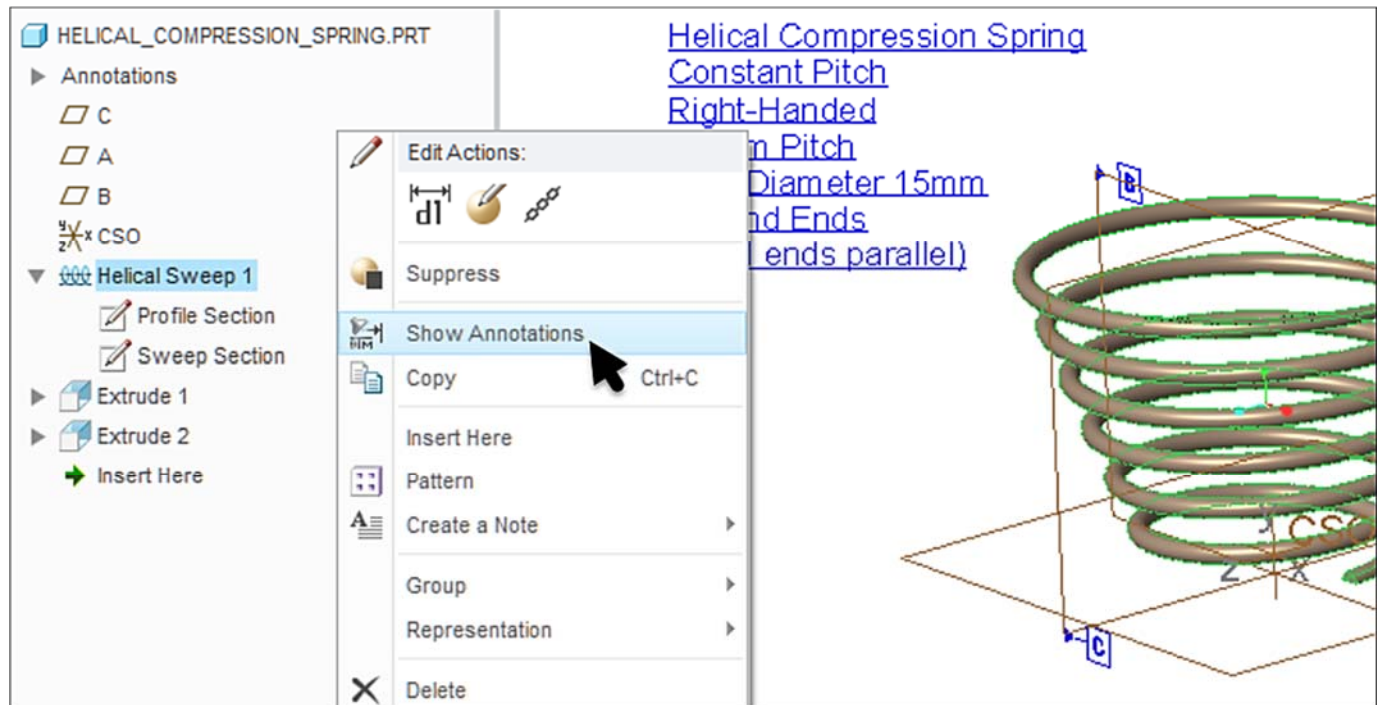 HELICAL_COMPRESSION_SPRING.PRT
Annotations
C
A
B
CSO
Helical Sweep 1
Profile Section
Sweep Section
Extrude 1
Extrude 2
Insert Here
Edit Actions:
d1
Suppress
Show Annotations
Copy Ctrl+C
Insert Here
Pattern
Create a Note
Group
Representation
Delete
Helical Compression Spring
Constant Pitch
Right-Handed
Pitch
Diameter 15mm
Ends
ends parallel)
B
CSO
y
z
x
C